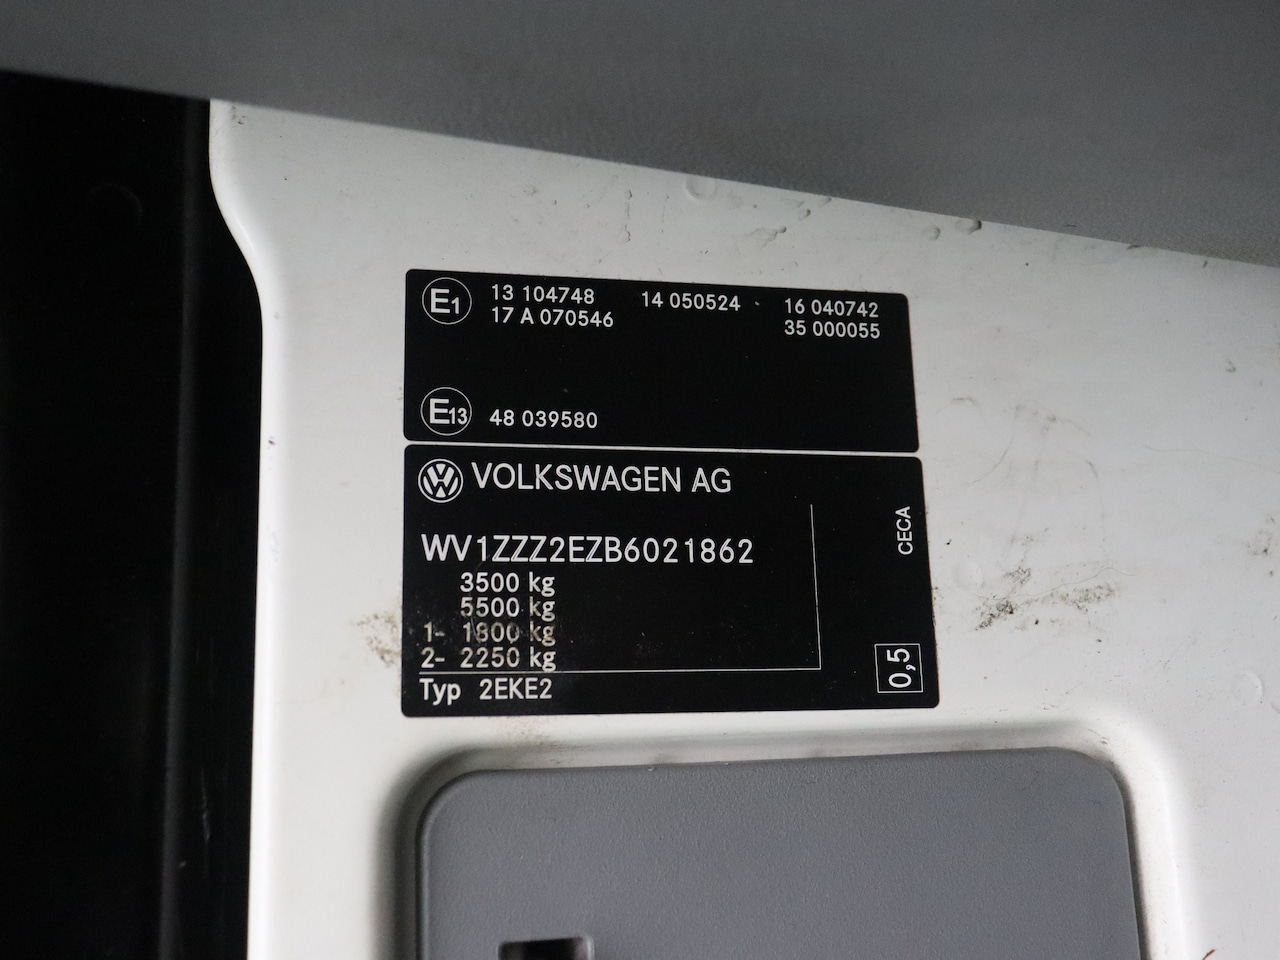 E1 13 104748 14 050524 16 040742
17 A 070546 35 000055
E13 48 039580
VOLKSWAGEN AG
WV1ZZZ2EZB6021862
3500 kg
5500 kg
1- 1800 kg
2- 2250 kg
Typ 2EKE2
CECA
0,5